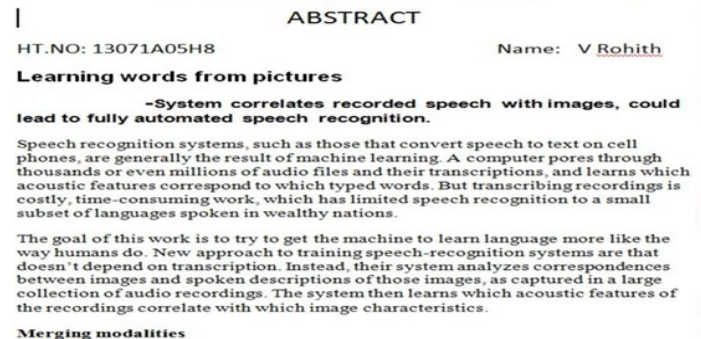 ABSTRACT
HT.NO: 13071A05H8 Name: V Rohith
Learning words from pictures
-System correlates recorded speech with images, could
lead to fully automated speech recognition.
Speech recognition systems, such as those that convert speech to text on cell
phones, are generally the result of machine learning. A computer pores through
thousands or even millions of audio files and their transcriptions, and learns which
acoustic features correspond to which typed words. But transcribing recordings is
costly, time-consuming work, which has limited speech recognition to a small
subset of languages spoken in wealthy nations.
The goal of this work is to try to get the machine to learn language more like the
way humans do. New approach to training speech-recognition systems are that
doesn't depend on transcription. Instead, their system analyzes correspondences
between images and spoken descriptions of those images, as captured in a large
collection of audio recordings. The system then learns which acoustic features of
the recordings correlate with which image characteristics.
Merging modalities